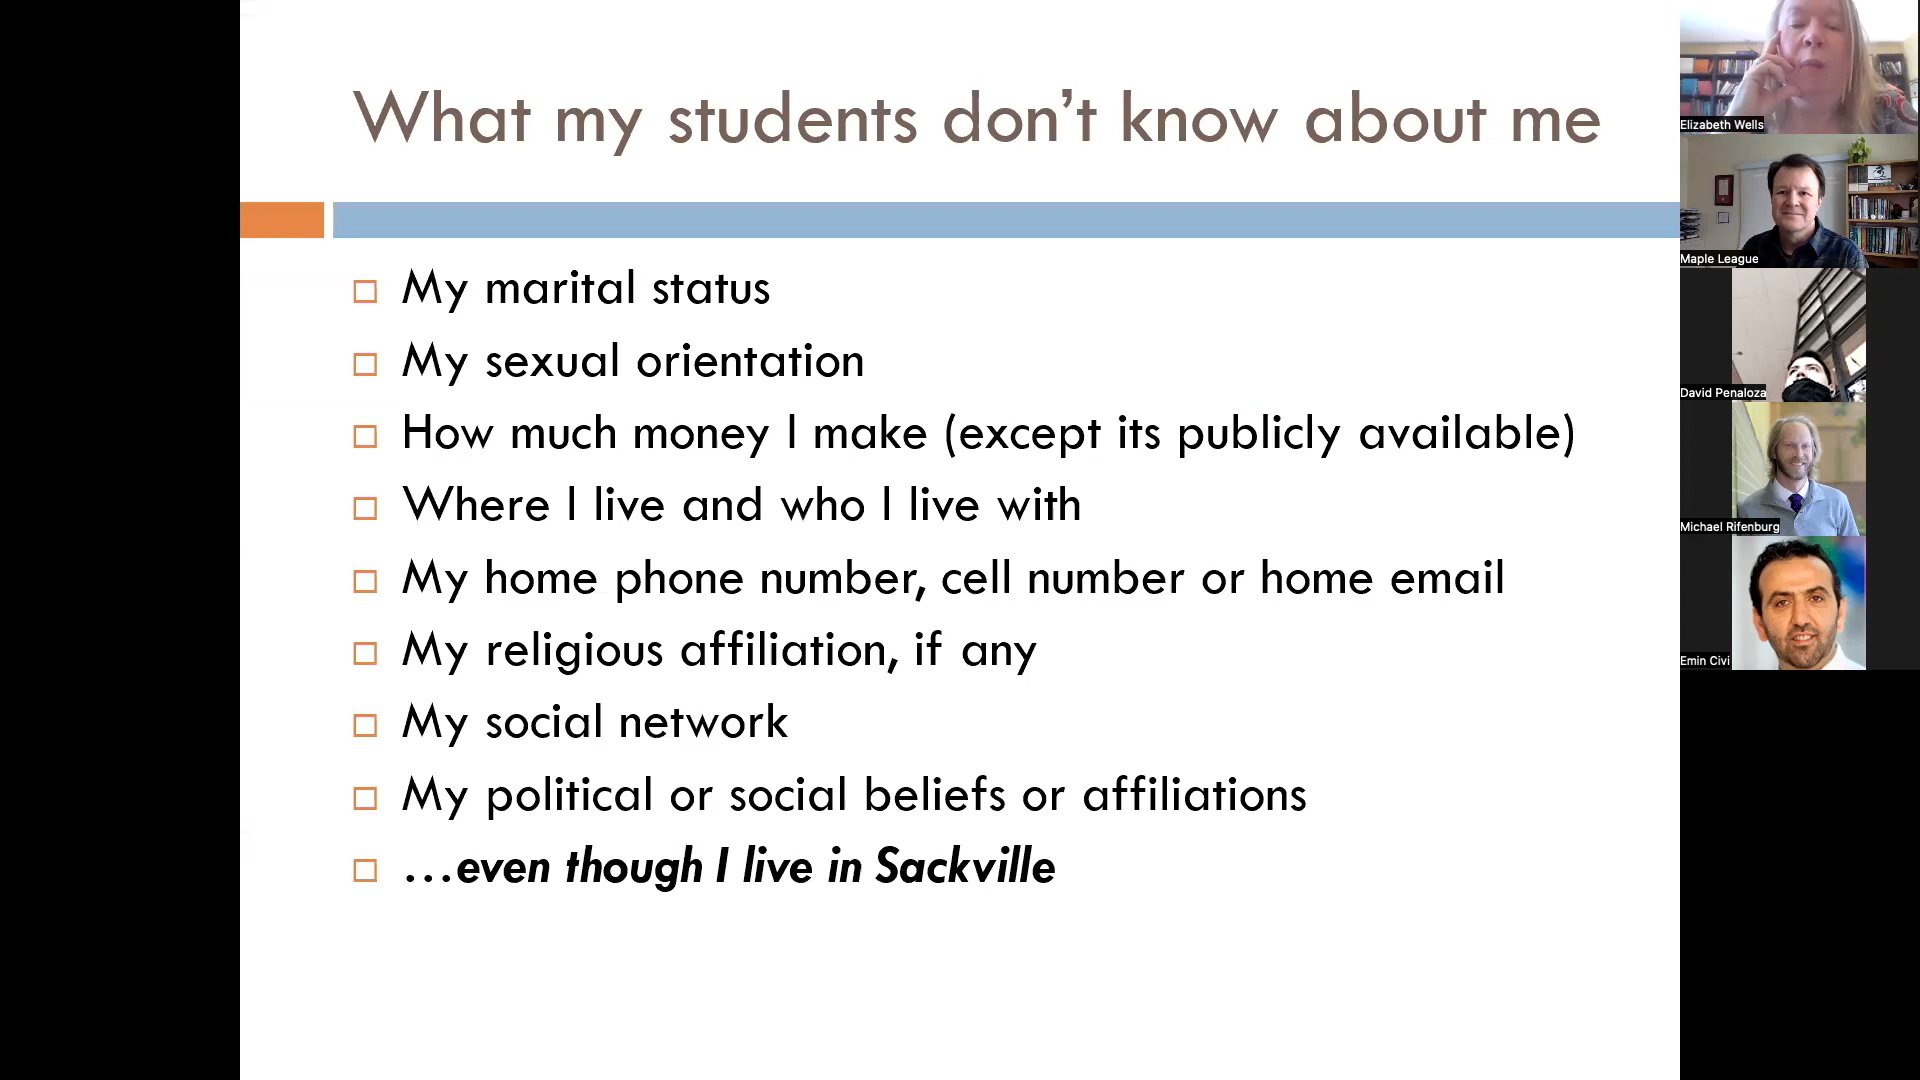 What my students don’t know about me
My marital status
My sexual orientation
How much money I make (except its publicly available)
Where I live and who I live with
My home phone number, cell number or home email
My religious affiliation, if any
My social network
My political or social beliefs or affiliations
…even though I live in Sackville
Elizabeth Wells
Maple League
David Penaloza
Michael Rifenburg
Emin Civi